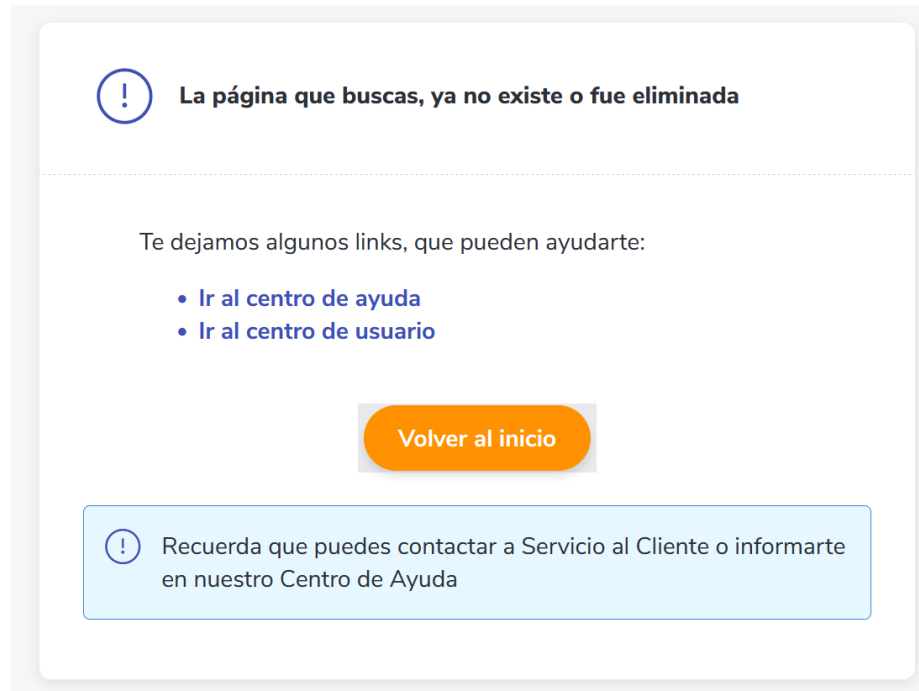 La página que buscas, ya no existe o fue eliminada
Te dejamos algunos links, que pueden ayudarte:
Ir al centro de ayuda
Ir al centro de usuario
Volver al inicio
Recuerda que puedes contactar a Servicio al Cliente o informarte
en nuestro Centro de Ayuda